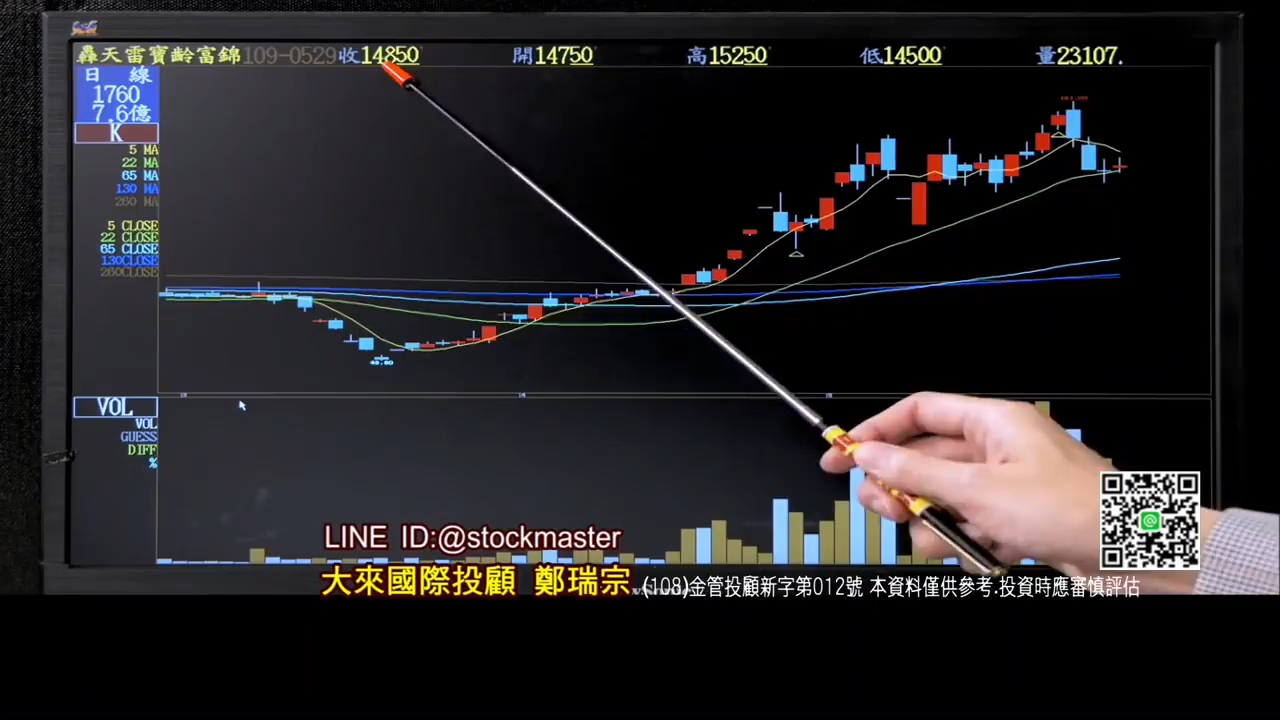 轟天雷寶齡富錦109-0529收14850 開14750 高15250 低14500 量23107.
日 線
1760
7.6億
K
5 MA
22 MA
65 MA
130 MA
260 MA
5 CLOSE
22 CLOSE
65 CLOSE
130CLOSE
260CLOSE
VOL
VOL
GUESS
DIFF
%
LINE ID:@stockmaster
大來國際投顧 鄭瑞宗 (108)金管投顧新字第012號 本資料僅供參考.投資時應審慎評估